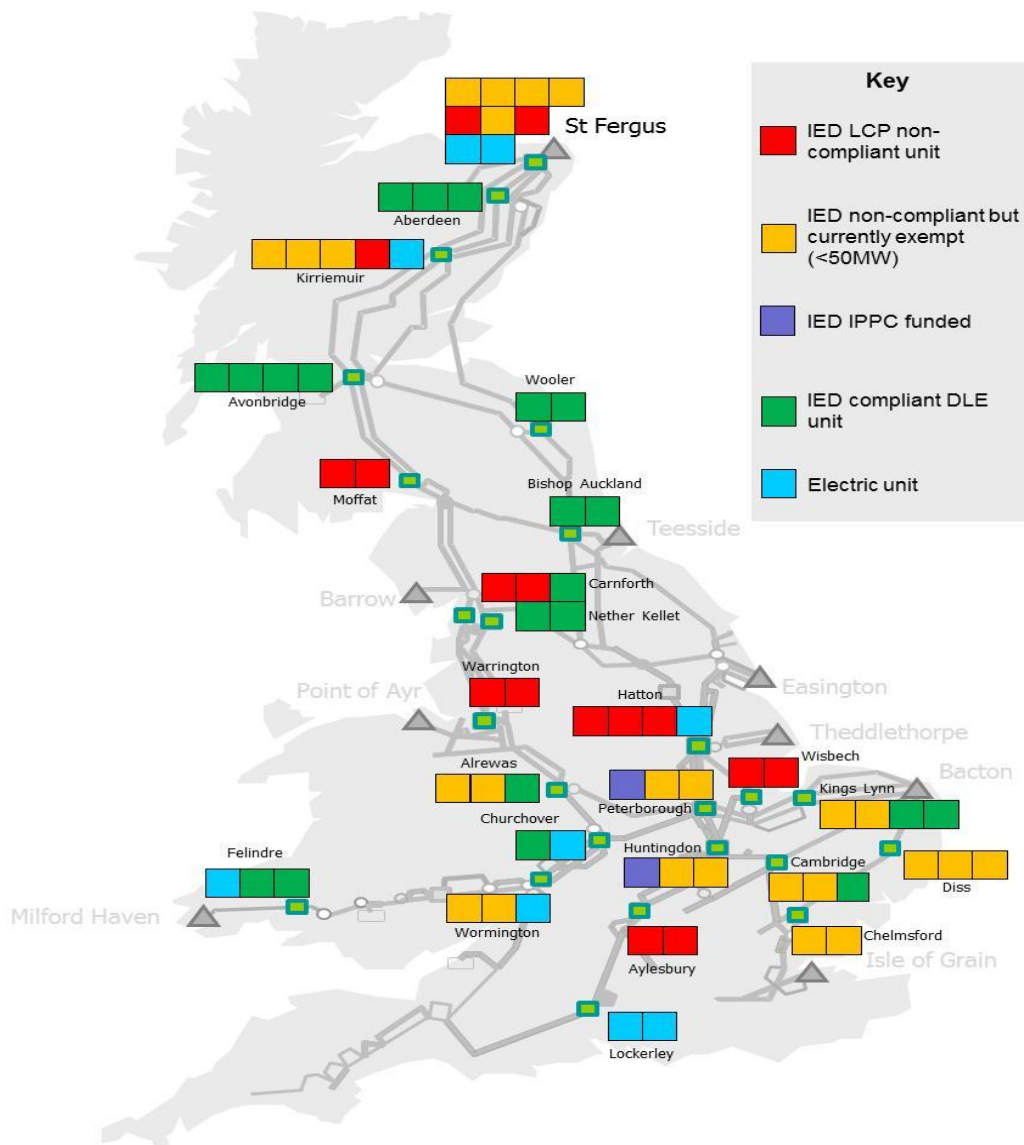 Key
IED LCP non-
compliant unit
IED non-compliant but
currently exempt
(<50MW)
IED IPPC funded
IED compliant DLE
unit
Electric unit
St Fergus
Aberdeen
Kirriemuir
Avonbridge
Wooler
Moffat
Bishop Auckland
Teesside
Barrow
Carnforth
Nether Kellet
Warrington
Point of Ayr
Hatton
Easington
Theddlethorpe
Wisbech
Alrewas
Bacton
Peterborough
Kings Lynn
Churchover
Felindre
Huntingdon
Cambridge
Diss
Milford Haven
Wormington
Chelmsford
Isle of Grain
Aylesbury
Lockerley